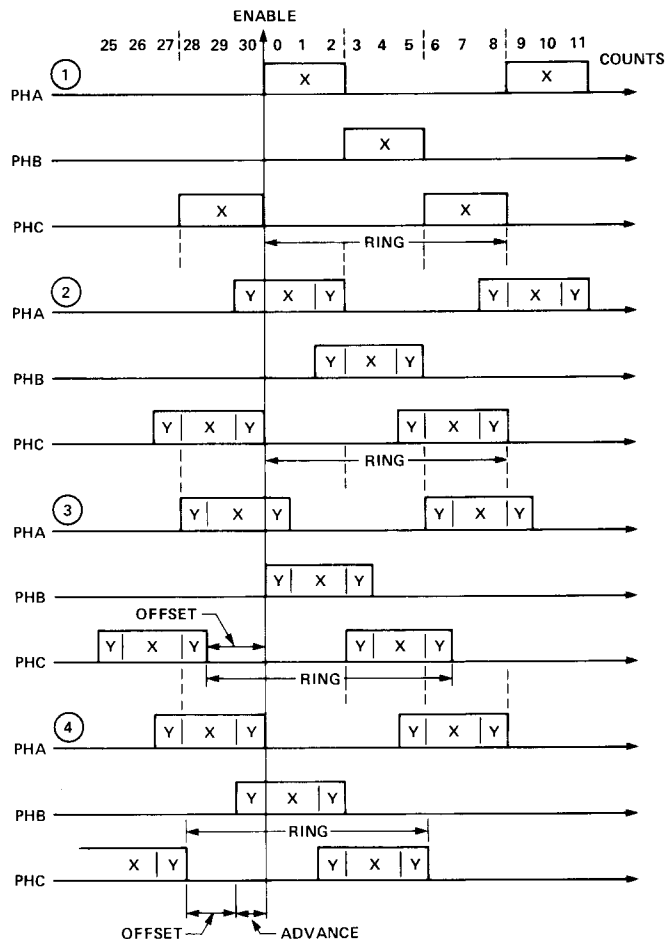 ENABLE
25 26 27 28 29 30 0 1 2 3 4 5 6 7 8 9 10 11 COUNTS
1
PHA X X
PHB X
PHC X X
RING
2
PHA Y X Y Y X Y
PHB Y X Y
PHC Y X Y Y X Y
RING
3
PHA Y X Y Y X Y
PHB Y X Y
OFFSET
PHC Y X Y Y X Y
RING
4
PHA Y X Y Y X Y
PHB Y X Y
RING
PHC X Y Y X Y
OFFSET ADVANCE